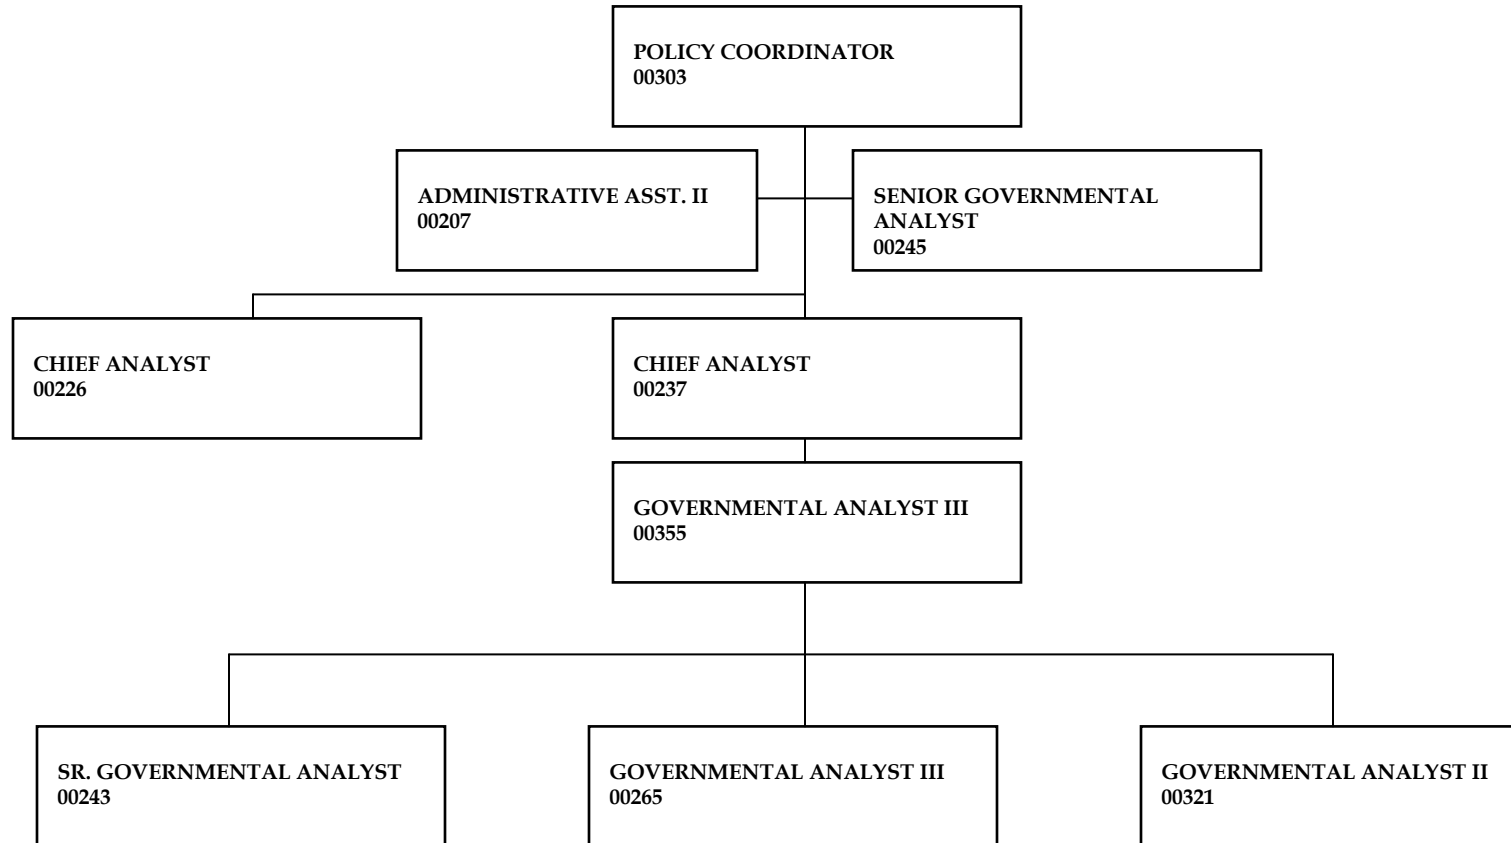 POLICY COORDINATOR
00303
ADMINISTRATIVE ASST. II
00207
SENIOR GOVERNMENTAL
ANALYST
00245
CHIEF ANALYST
00226
CHIEF ANALYST
00237
GOVERNMENTAL ANALYST III
00355
SR. GOVERNMENTAL ANALYST
00243
GOVERNMENTAL ANALYST III
00265
GOVERNMENTAL ANALYST II
00321